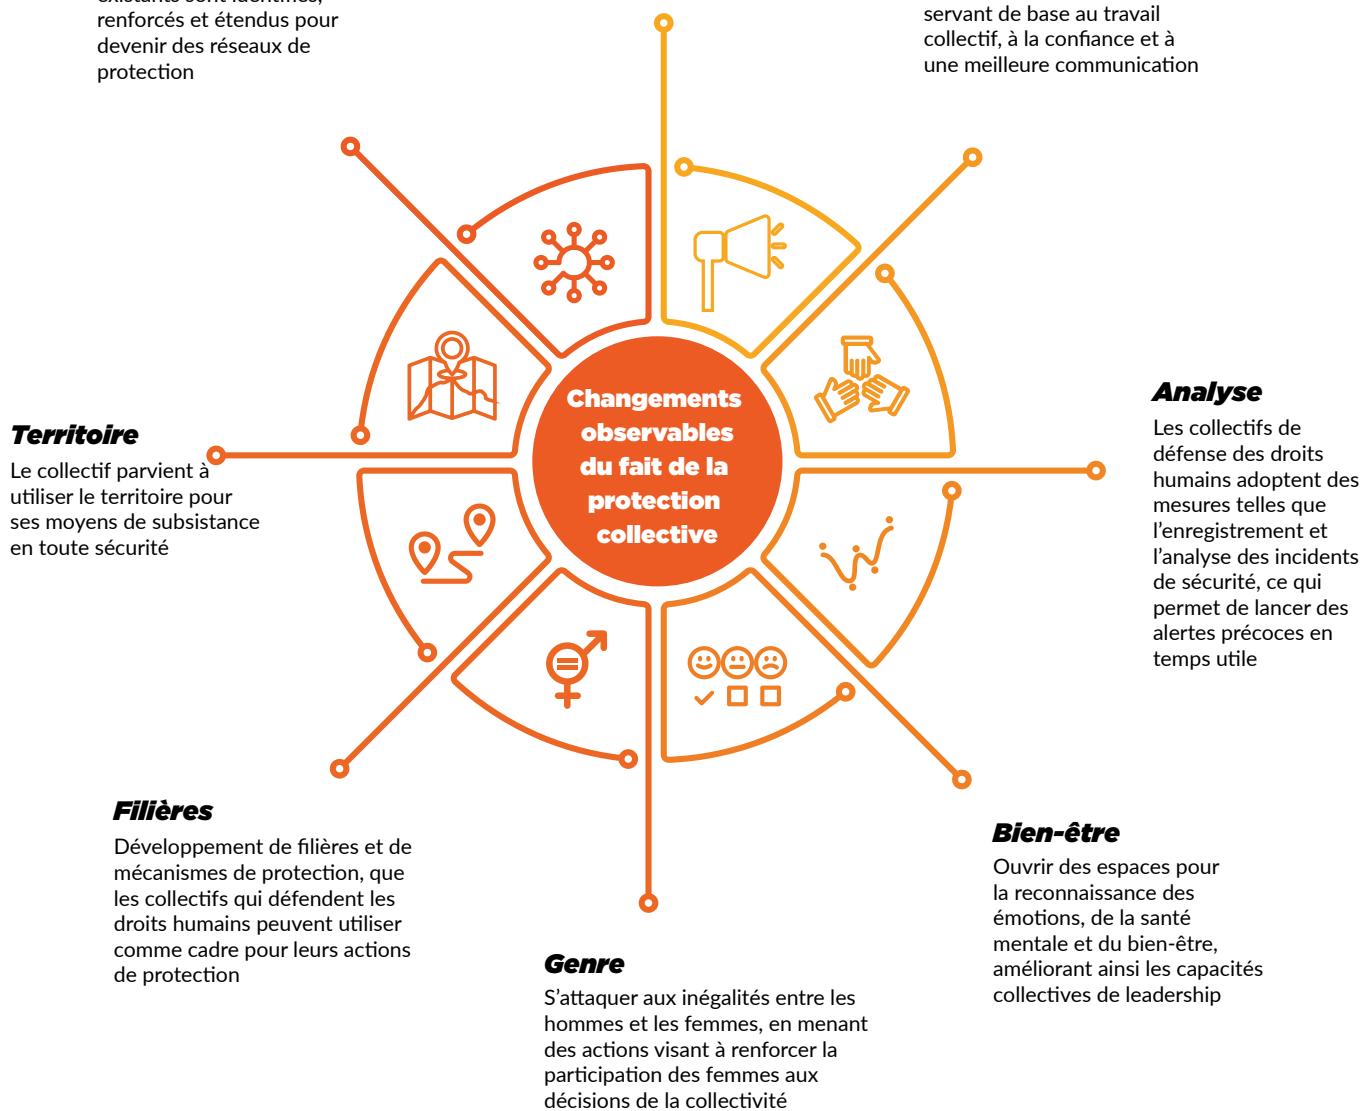 renforcés et étendus pour
devenir des réseaux de
protection
servant de base au travail
collectif, à la confiance et à
une meilleure communication
Changements
observables
du fait de la
protection
collective
Territoire
Le collectif parvient à
utiliser le territoire pour
ses moyens de subsistance
en toute sécurité
Analyse
Les collectifs de
défense des droits
humains adoptent des
mesures telles que
l’enregistrement et
l’analyse des incidents
de sécurité, ce qui
permet de lancer des
alertes précoces en
temps utile
Filières
Développement de filières et de
mécanismes de protection, que
les collectifs qui défendent les
droits humains peuvent utiliser
comme cadre pour leurs actions
de protection
Genre
S’attaquer aux inégalités entre les
hommes et les femmes, en menant
des actions visant à renforcer la
participation des femmes aux
décisions de la collectivité
Bien-être
Ouvrir des espaces pour
la reconnaissance des
émotions, de la santé
mentale et du bien-être,
améliorant ainsi les capacités
collectives de leadership